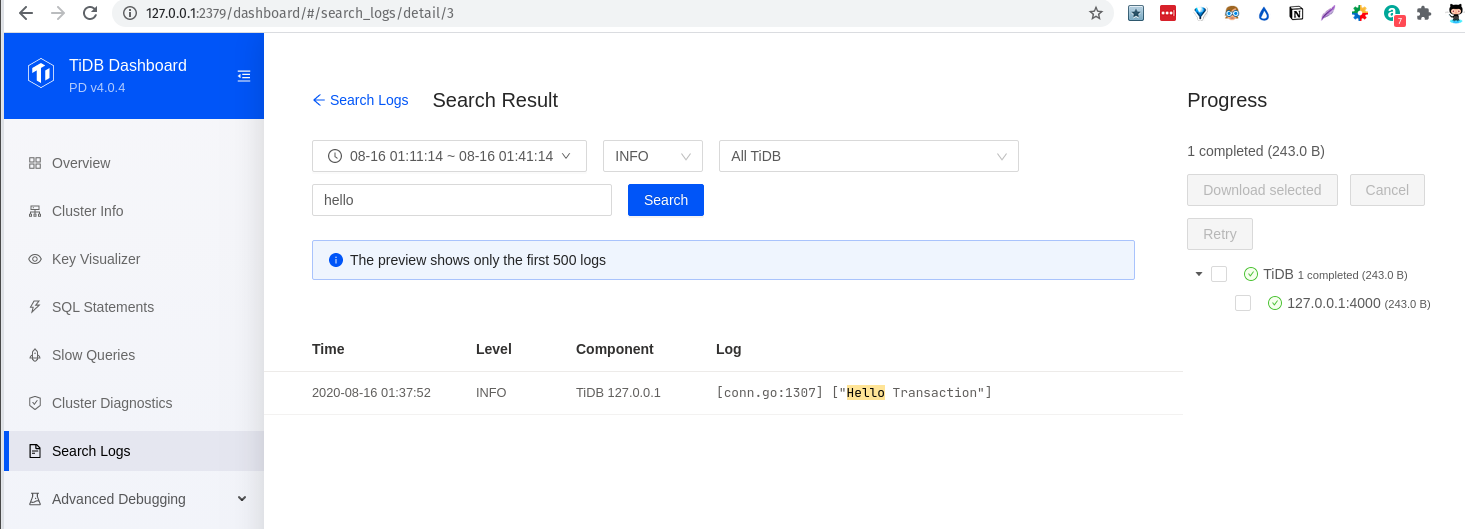 127.0.0.1:2379/dashboard/#/search_logs/detail/3
7
TiDB Dashboard
PD v4.0.4
Overview
Cluster Info
Key Visualizer
SQL Statements
Slow Queries
Cluster Diagnostics
Search Logs
Advanced Debugging
Search Logs
Search Result
08-16 01:11:14 ~ 08-16 01:41:14
INFO
All TiDB
hello
Search
The preview shows only the first 500 logs
Time Level Component Log
2020-08-16 01:37:52 INFO TiDB 127.0.0.1 [conn.go:1307] ["Hello Transaction"]
Progress
1 completed (243.0 B)
Download selected
Cancel
Retry
TiDB 1 completed (243.0 B)
127.0.0.1:4000 (243.0 B)